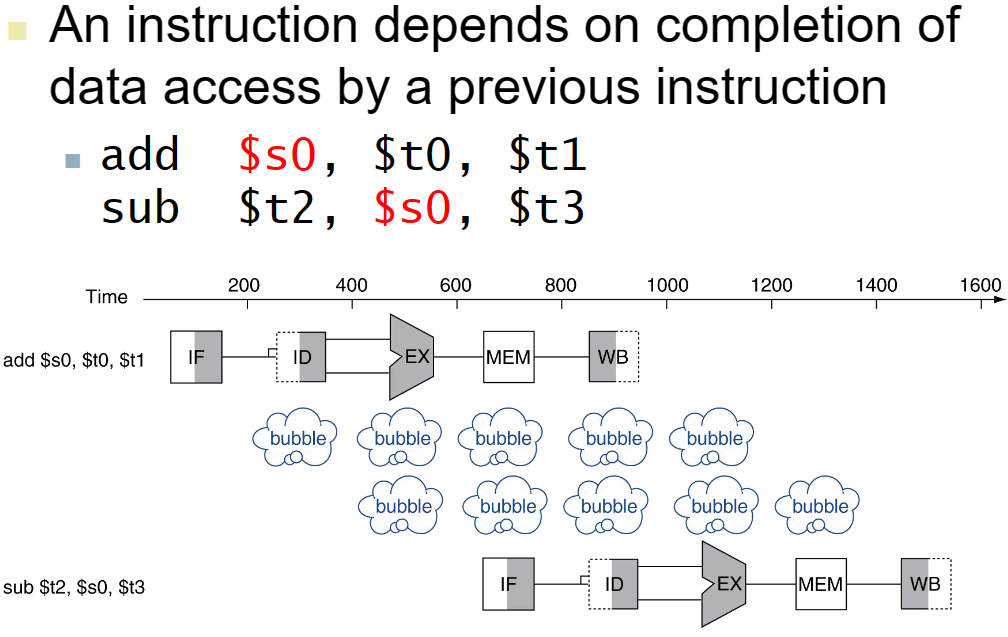 An instruction depends on completion of
data access by a previous instruction
add $s0, $t0, $t1
sub $t2, $s0, $t3
200 400 600 800 1000 1200 1400 1600
Time
add $s0, $t0, $t1 IF ID EX MEM WB
bubble bubble bubble bubble bubble
bubble bubble bubble bubble bubble
sub $t2, $s0, $t3 IF ID EX MEM WB